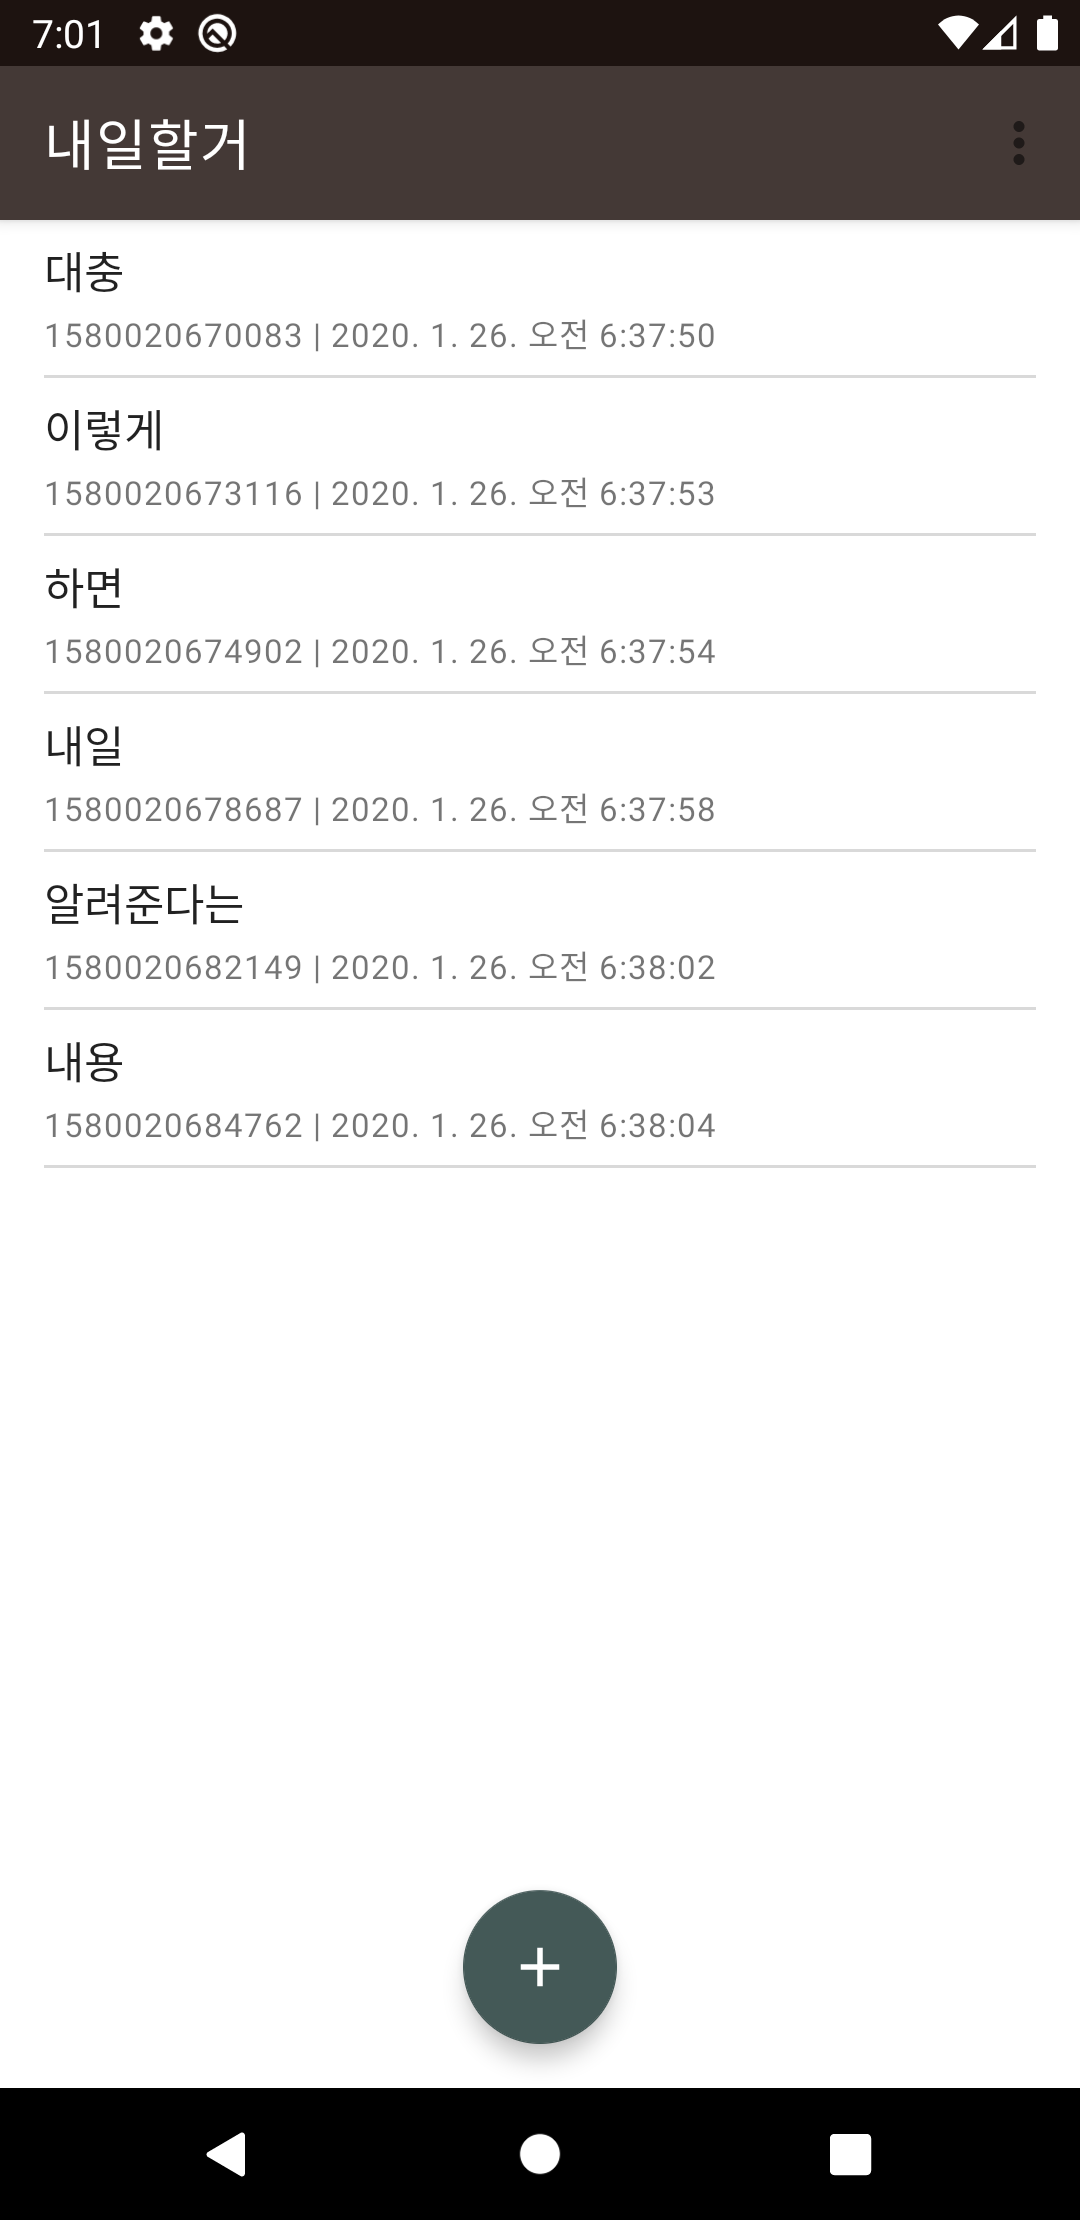 7:01
내일할거
대충
1580020670083 | 2020. 1. 26. 오전 6:37:50
이렇게
1580020673116 | 2020. 1. 26. 오전 6:37:53
하면
1580020674902 | 2020. 1. 26. 오전 6:37:54
내일
1580020678687 | 2020. 1. 26. 오전 6:37:58
알려준다는
1580020682149 | 2020. 1. 26. 오전 6:38:02
내용
1580020684762 | 2020. 1. 26. 오전 6:38:04